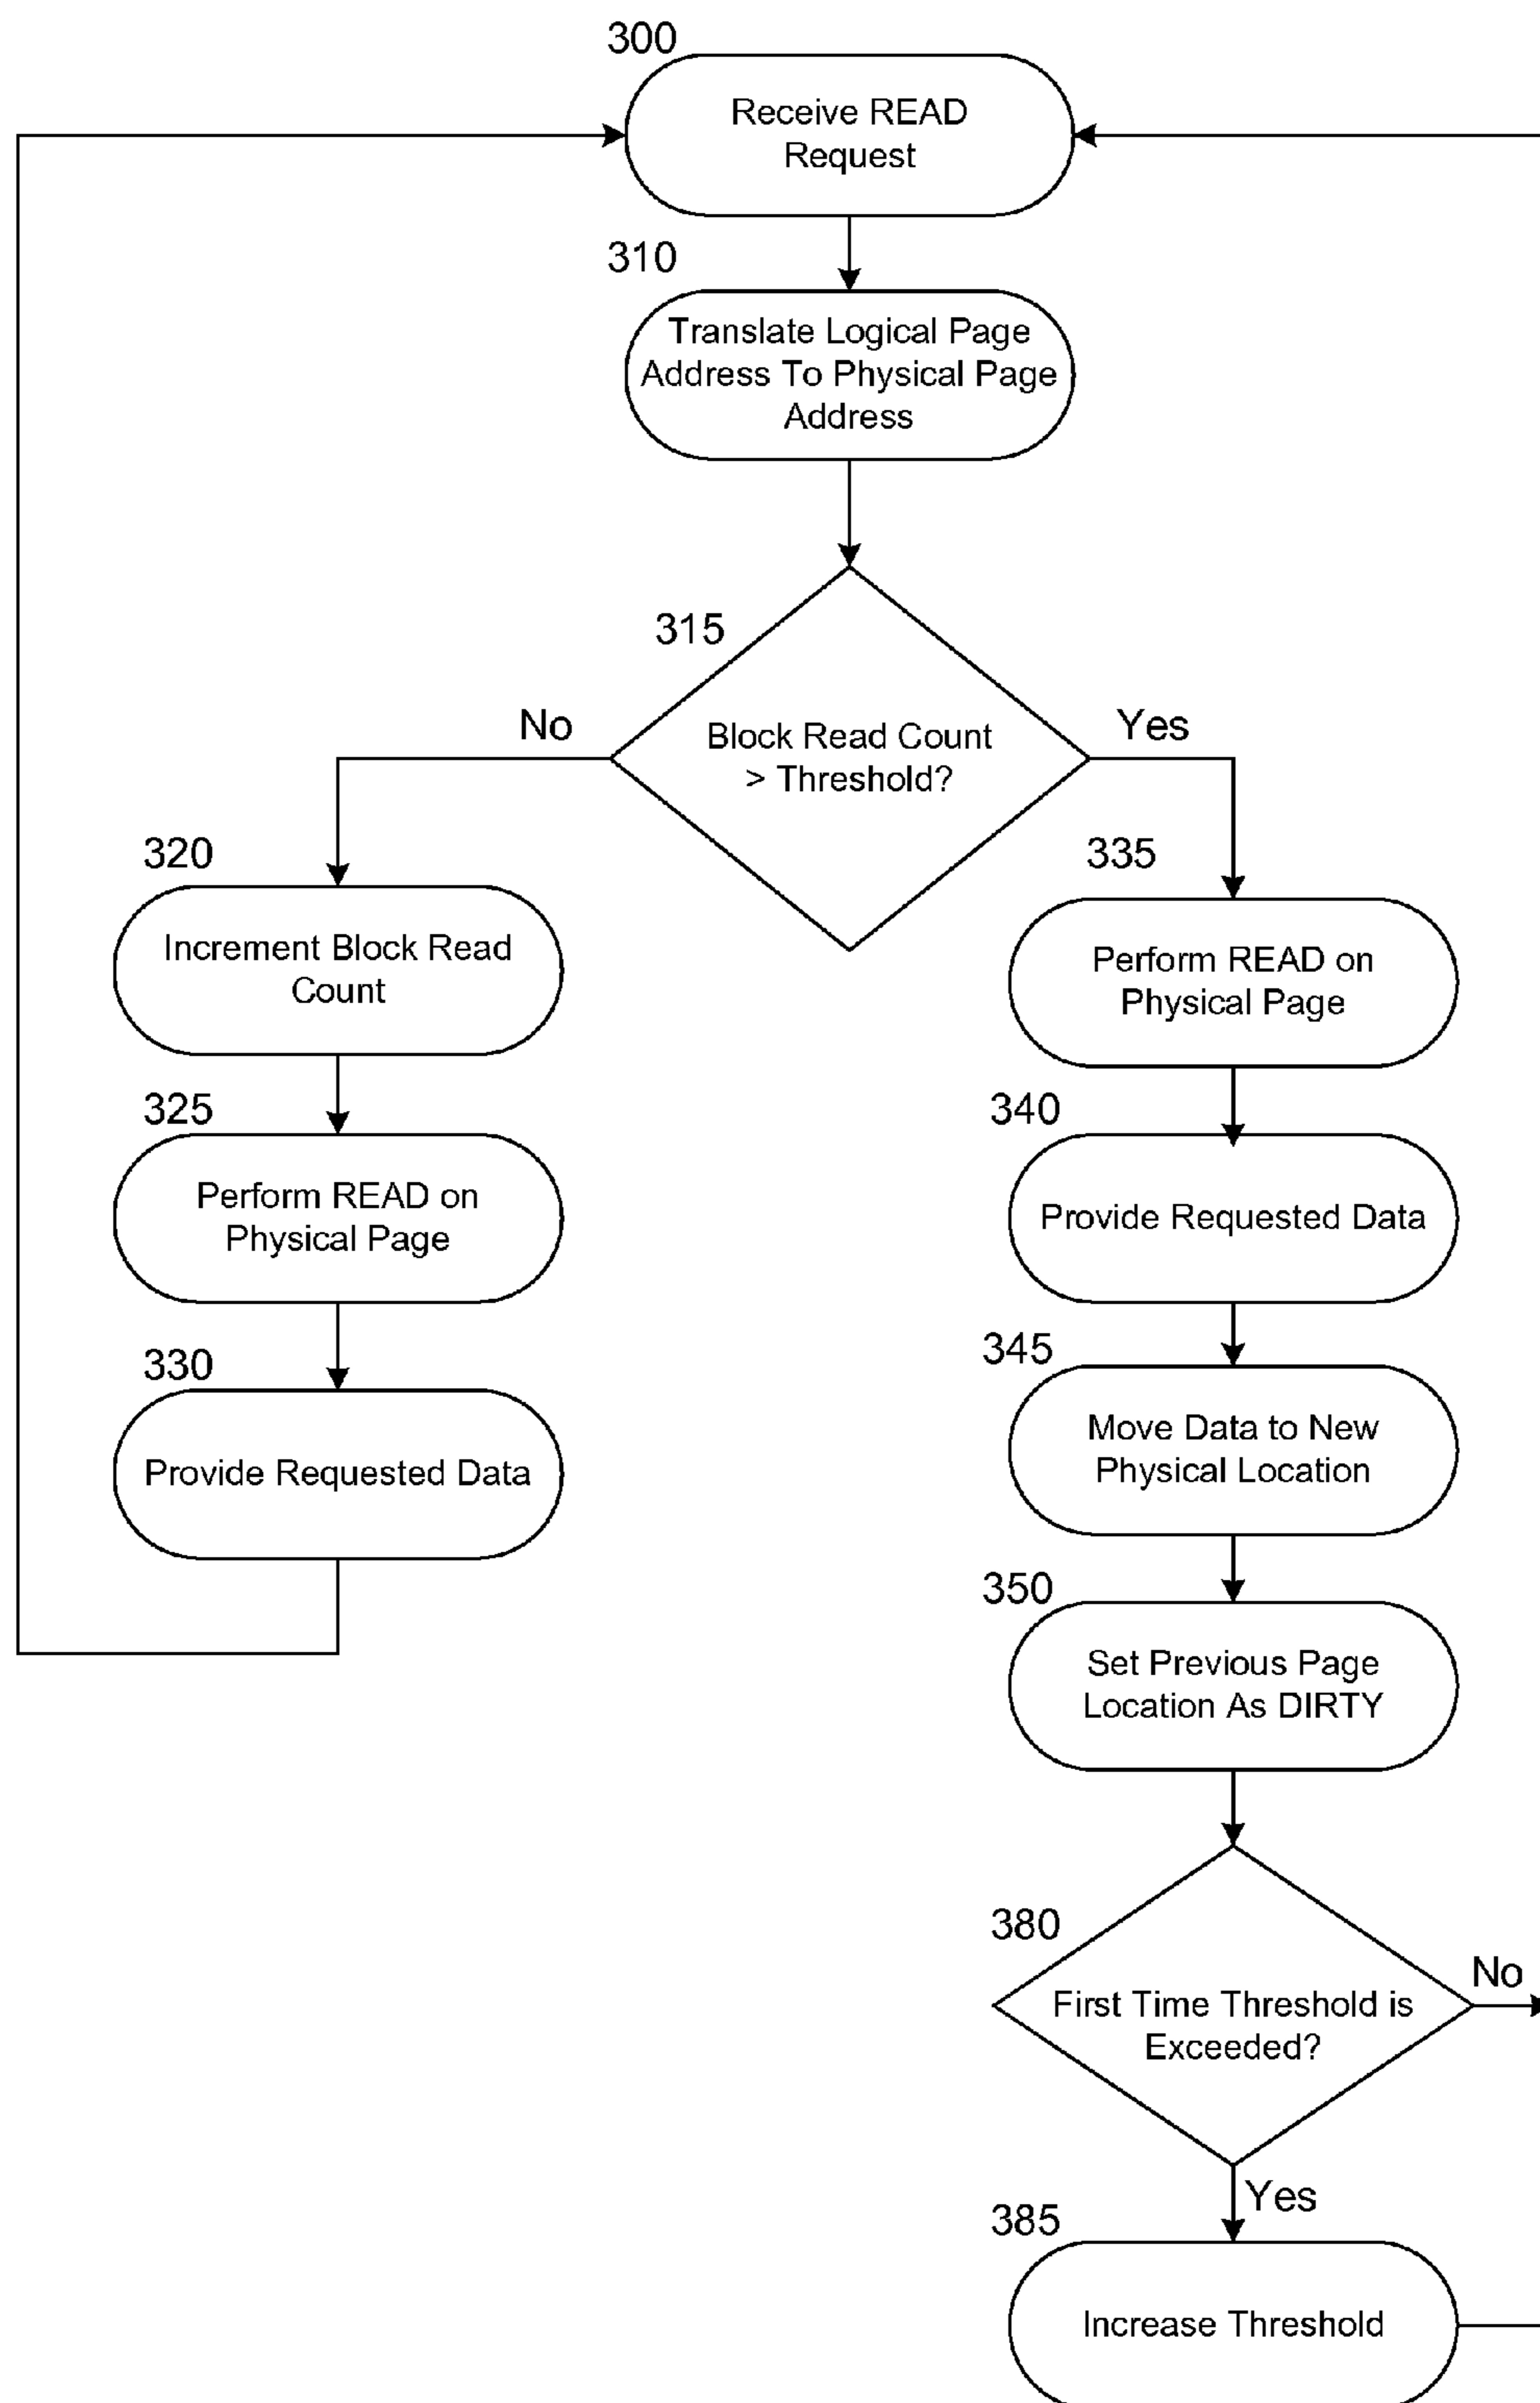 300
Receive READ
Request
310
Translate Logical Page
Address To Physical Page
Address
315
Block Read Count
> Threshold?
No
Yes
320
Increment Block Read
Count
325
Perform READ on
Physical Page
330
Provide Requested Data
335
Perform READ on
Physical Page
340
Provide Requested Data
345
Move Data to New
Physical Location
350
Set Previous Page
Location As DIRTY
380
First Time Threshold is
Exceeded?
No
Yes
385
Increase Threshold